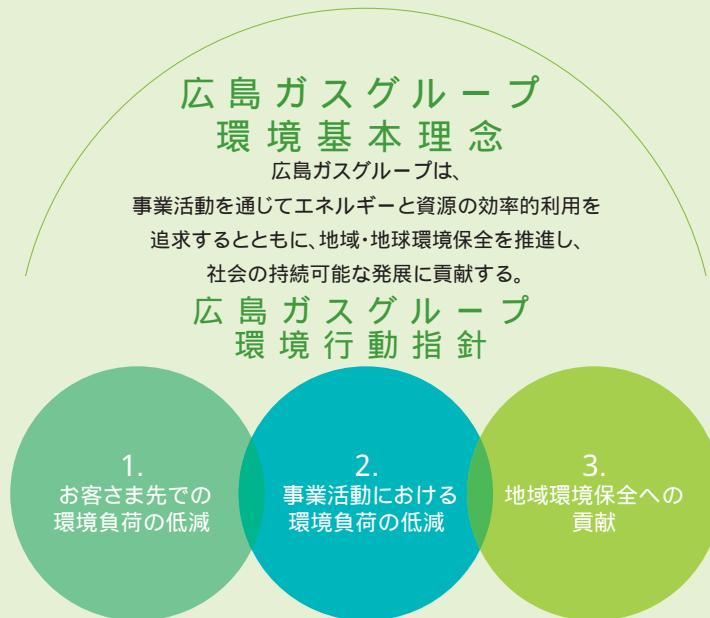 広島ガスグループ
環境基本理念
広島ガスグループは、
事業活動を通じてエネルギーと資源の効率的利用を
追求するとともに、地域・地球環境保全を推進し、
社会の持続可能な発展に貢献する。
広島ガスグループ
環境行動指針
1.
お客さま先での
環境負荷の低減
2.
事業活動における
環境負荷の低減
3.
地域環境保全への
貢献